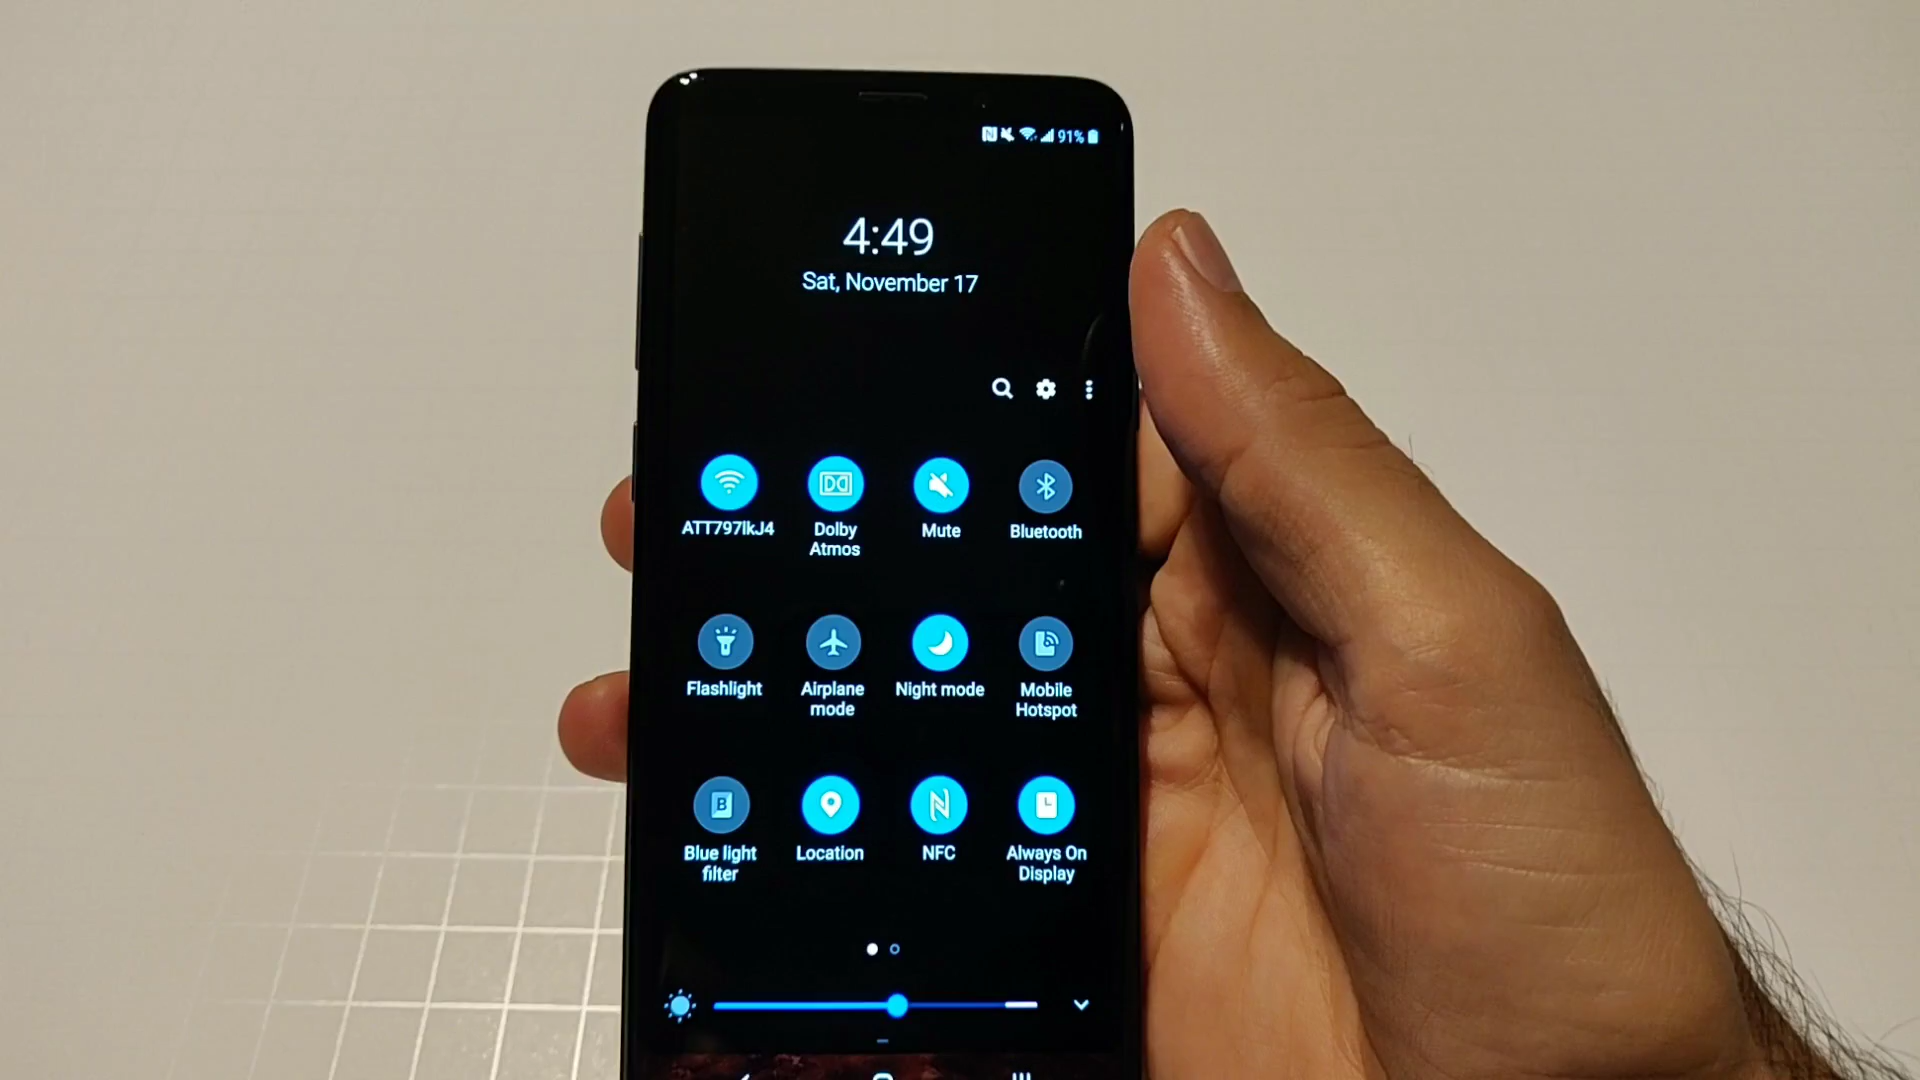 91%
4:49
Sat, November 17
ATT797lkJ4
Dolby
Atmos
Mute
Bluetooth
Flashlight
Airplane
mode
Night mode
Mobile
Hotspot
B
Blue light
filter
Location
NFC
Always On
Display